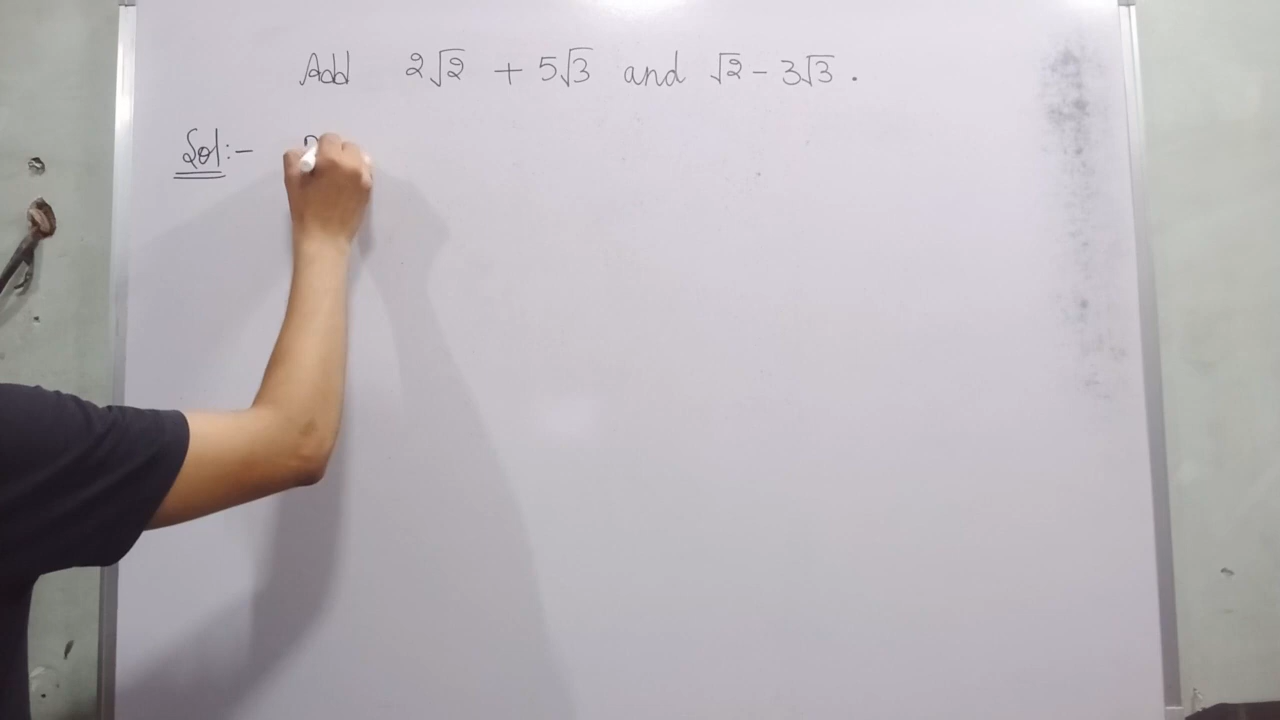 Add 2√2 + 5√3 and √2 - 3√3 .
Sol:-